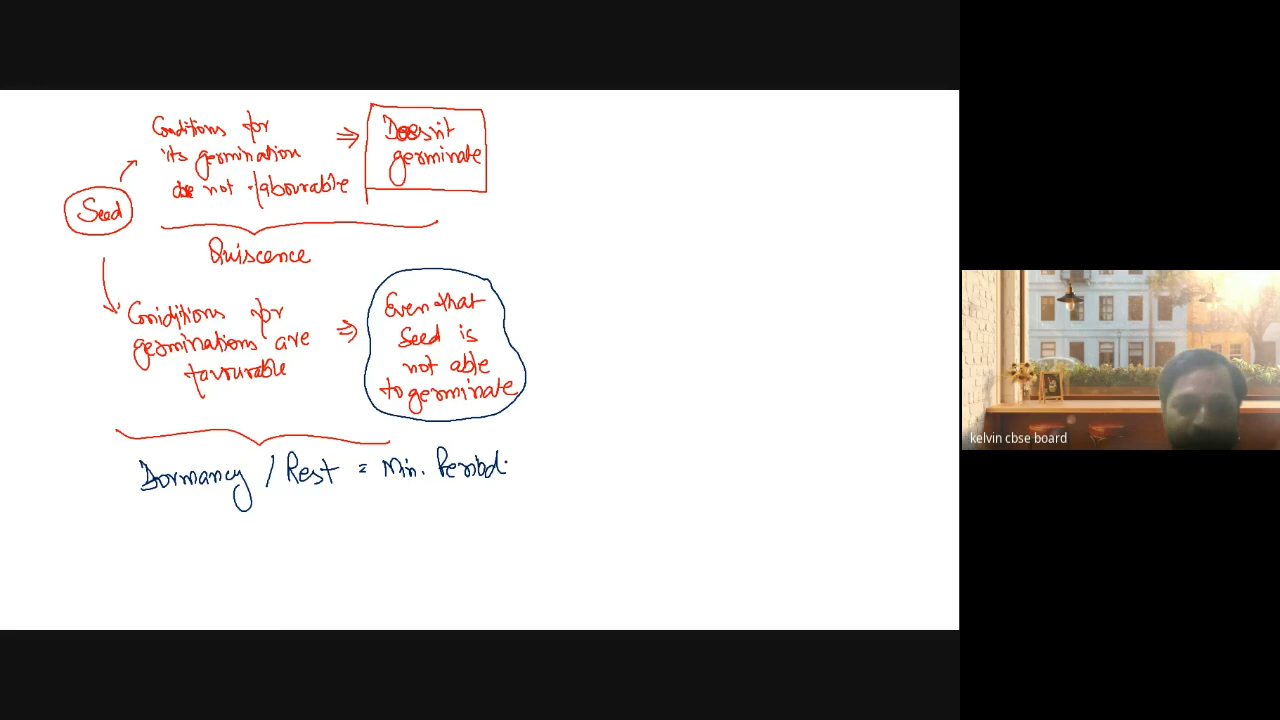 Conditions for
its germination
are not favourable
⇒
Doesn't
germinate
Seed
Quiscence
Conidjtions for
germinations are
favourable
⇒
Even that
Seed is
not able
to germinate
Dormancy / Rest = Min. Period.
kelvin cbse board